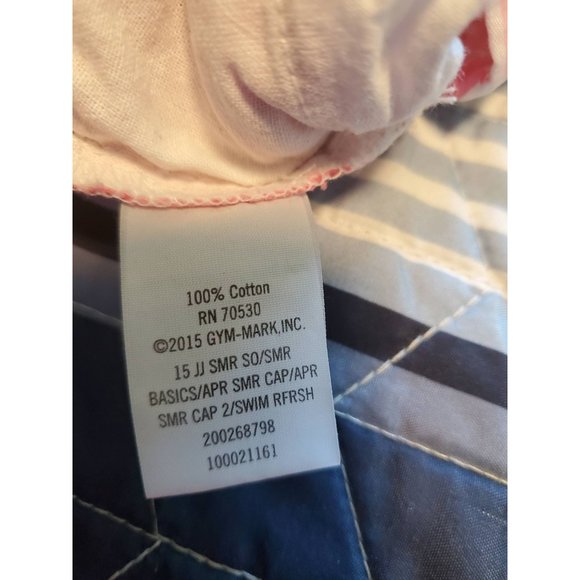 100% Cotton
RN 70530
©2015 GYM-MARK,INC.
15 JJ SMR SO/SMR
BASICS/APR SMR CAP/APR
SMR CAP 2/SWIM RFRSH
200268798
100021161